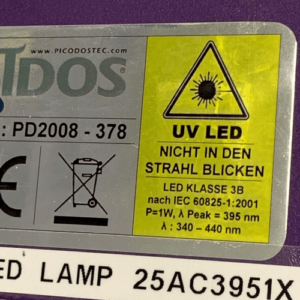 TDOS
www.PICODOSTEC.com
: PD2008 - 378
CE
UV LED
NICHT IN DEN
STRAHL BLICKEN
LED KLASSE 3B
nach IEC 60825-1:2001
P=1W, λ Peak = 395 nm
λ : 340 – 440 nm
ED LAMP 25AC3951X